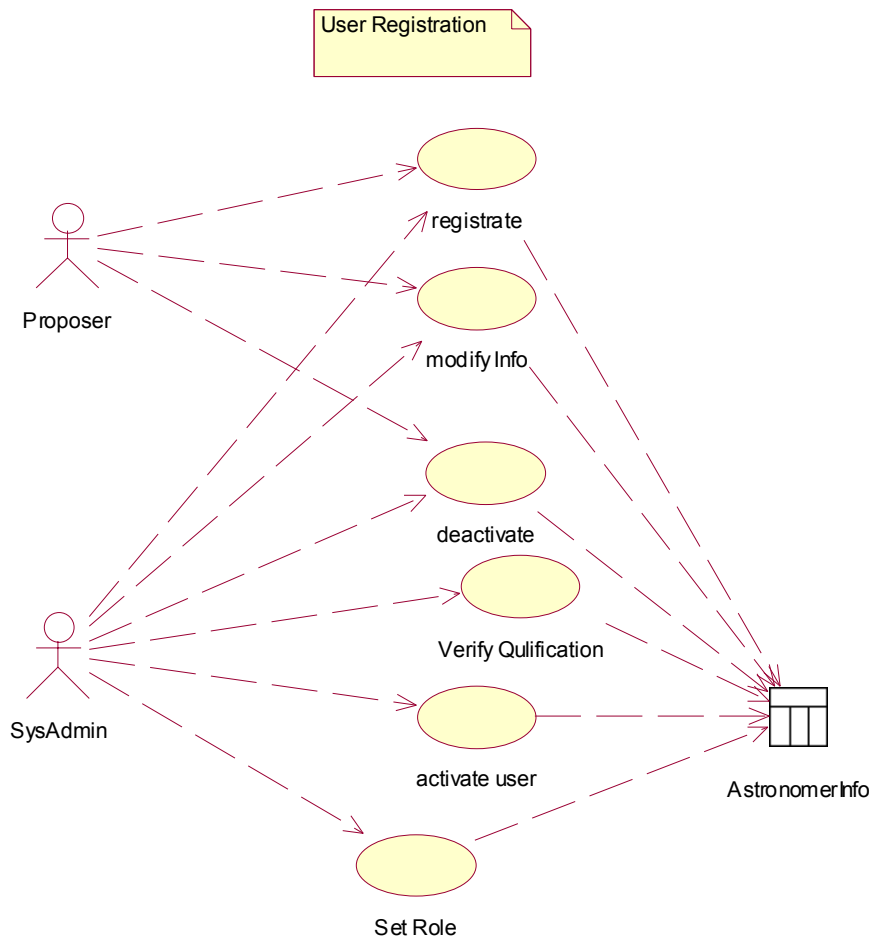 User Registration
registrate
Proposer
modify Info
deactivate
Verify Qulification
SysAdmin
activate user
AstronomerInfo
Set Role